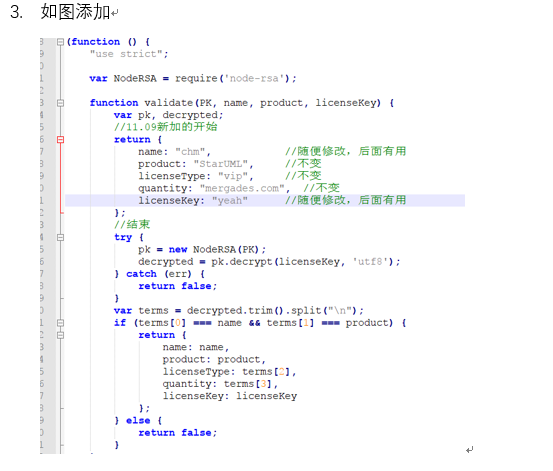 3. 如图添加
(function () {
"use strict";
var NodeRSA = require('node-rsa');
function validate(PK, name, product, licenseKey) {
var pk, decrypted;
//11.09新加的开始
return {
name: "chm", //随便修改，后面有用
product: "StarUML", //不变
licenseType: "vip", //不变
quantity: "mergades.com", //不变
licenseKey: "yeah" //随便修改，后面有用
};
//结束
try {
pk = new NodeRSA(PK);
decrypted = pk.decrypt(licenseKey, 'utf8');
} catch (err) {
return false;
}
var terms = decrypted.trim().split("\n");
if (terms[0] === name && terms[1] === product) {
return {
name: name,
product: product,
licenseType: terms[2],
quantity: terms[3],
licenseKey: licenseKey
};
} else {
return false;
}